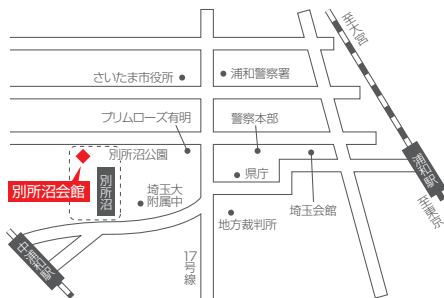 至大宮
さいたま市役所
浦和警察署
プリムローズ有明
警察本部
別所沼公園
浦和駅
別所沼会館
別所沼
埼玉大
附属中
県庁
埼玉会館
至東京
地方裁判所
中浦和駅
17号線